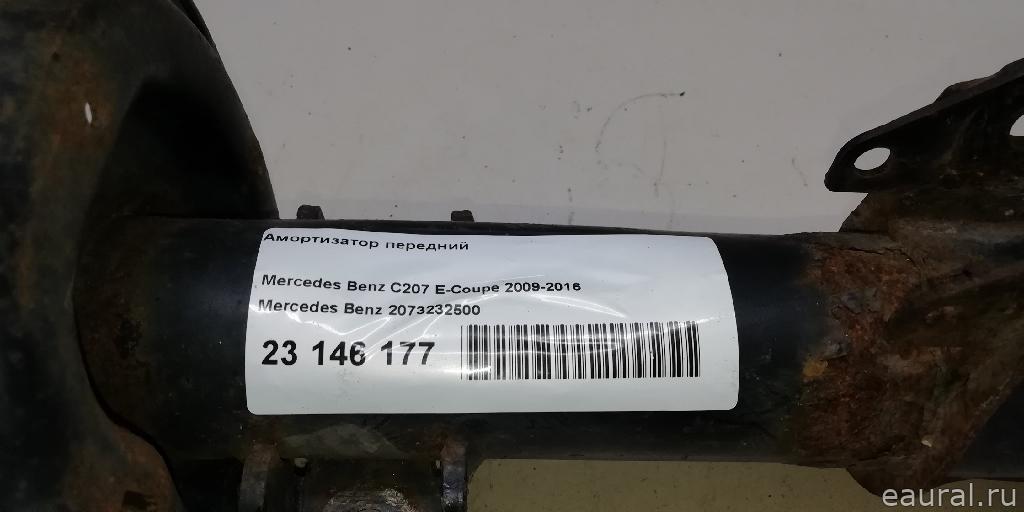 Амортизатор передний
Mercedes Benz C207 E-Coupe 2009-2016
Mercedes Benz 2073232500
23 146 177
eaural.ru